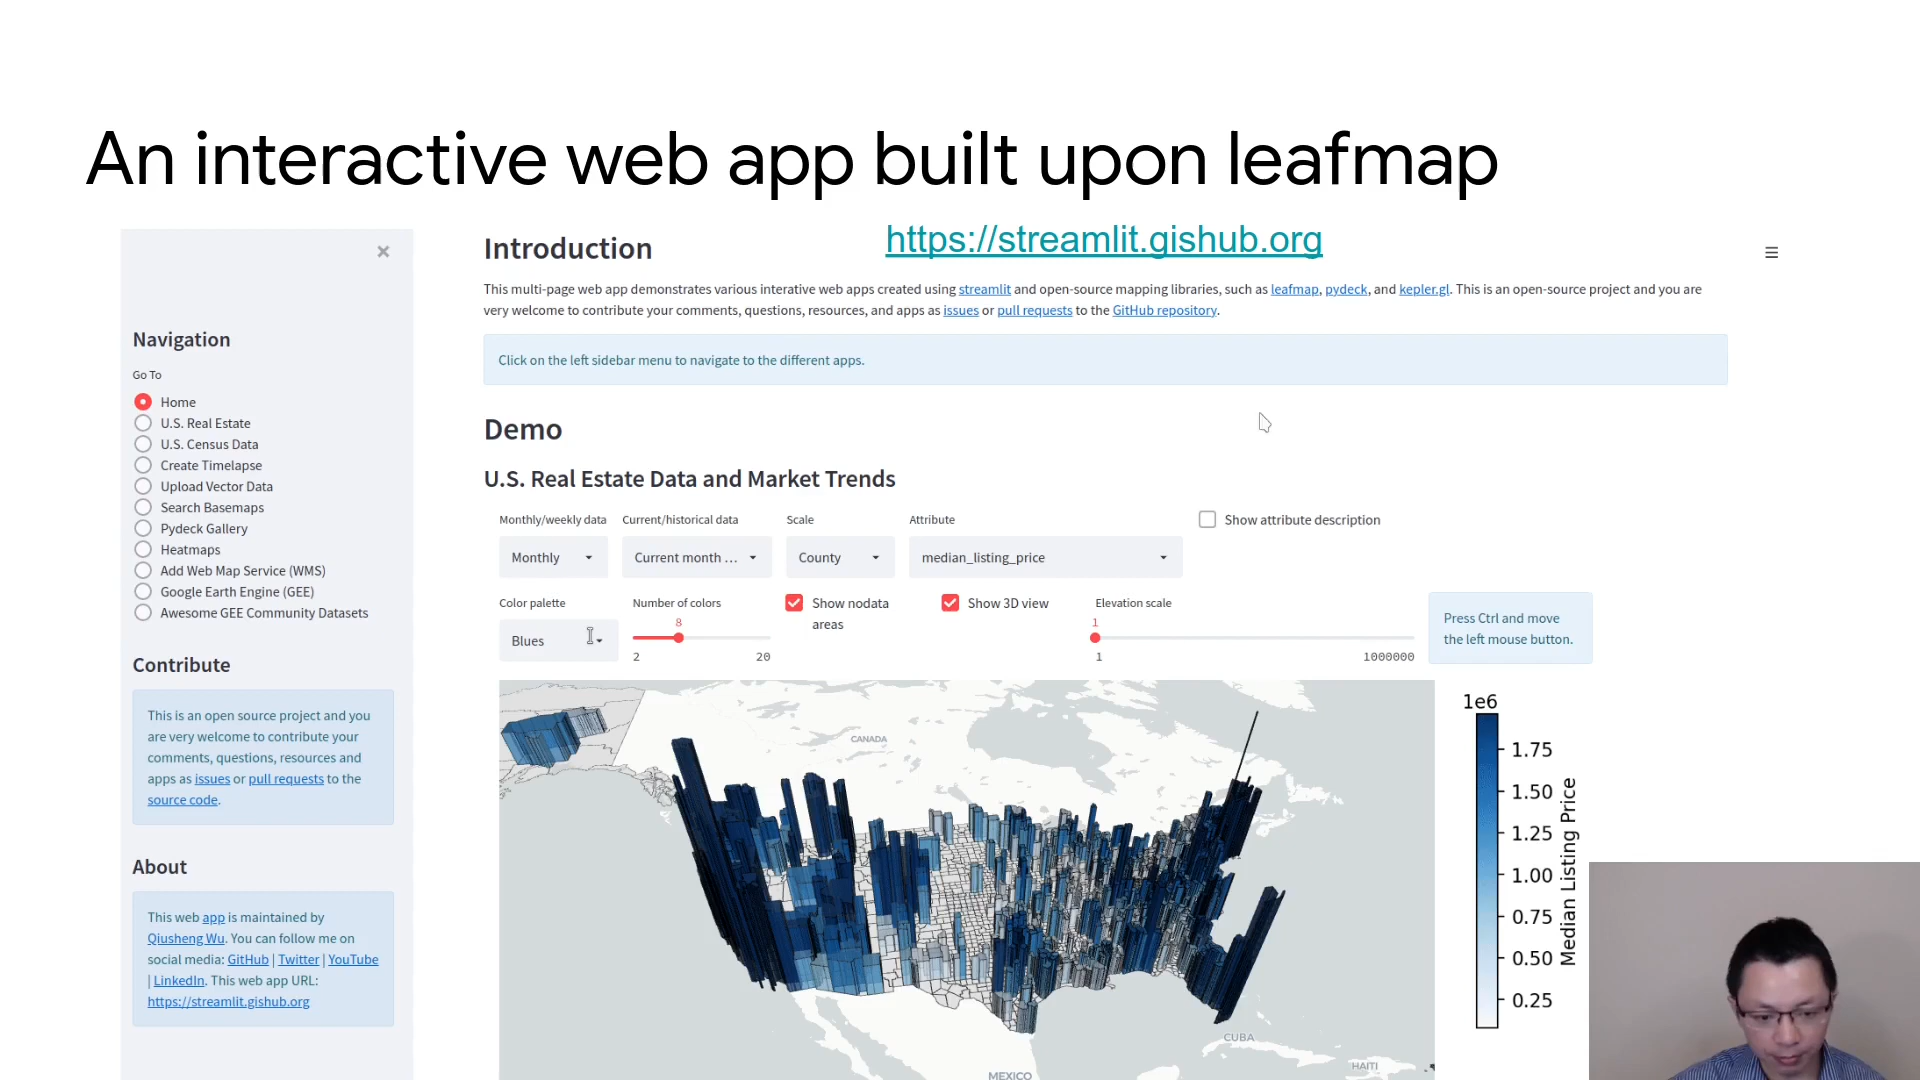 An interactive web app built upon leafmap
https://streamlit.gishub.org
Navigation
Go To
Home
U.S. Real Estate
U.S. Census Data
Create Timelapse
Upload Vector Data
Search Basemaps
Pydeck Gallery
Heatmaps
Add Web Map Service (WMS)
Google Earth Engine (GEE)
Awesome GEE Community Datasets
Contribute
This is an open source project and you
are very welcome to contribute your
comments, questions, resources and
apps as issues or pull requests to the
source code.
About
This web app is maintained by
Qiusheng Wu. You can follow me on
social media: GitHub | Twitter | YouTube
| LinkedIn. This web app URL:
https://streamlit.gishub.org
Introduction
This multi-page web app demonstrates various interative web apps created using streamlit and open-source mapping libraries, such as leafmap, pydeck, and kepler.gl. This is an open-source project and you are
very welcome to contribute your comments, questions, resources, and apps as issues or pull requests to the GitHub repository.
Click on the left sidebar menu to navigate to the different apps.
Demo
U.S. Real Estate Data and Market Trends
Monthly/weekly data Current/historical data Scale Attribute
Show attribute description
Monthly Current month ... County median_listing_price
Color palette Number of colors Show nodata Show 3D view Elevation scale
areas
8 1
Blues
2 20 1 1000000
Press Ctrl and move
the left mouse button.
CANADA
CUBA
HAITI
MEXICO
1e6
1.75
1.50
1.25
1.00
0.75
0.50
0.25
Median Listing Price